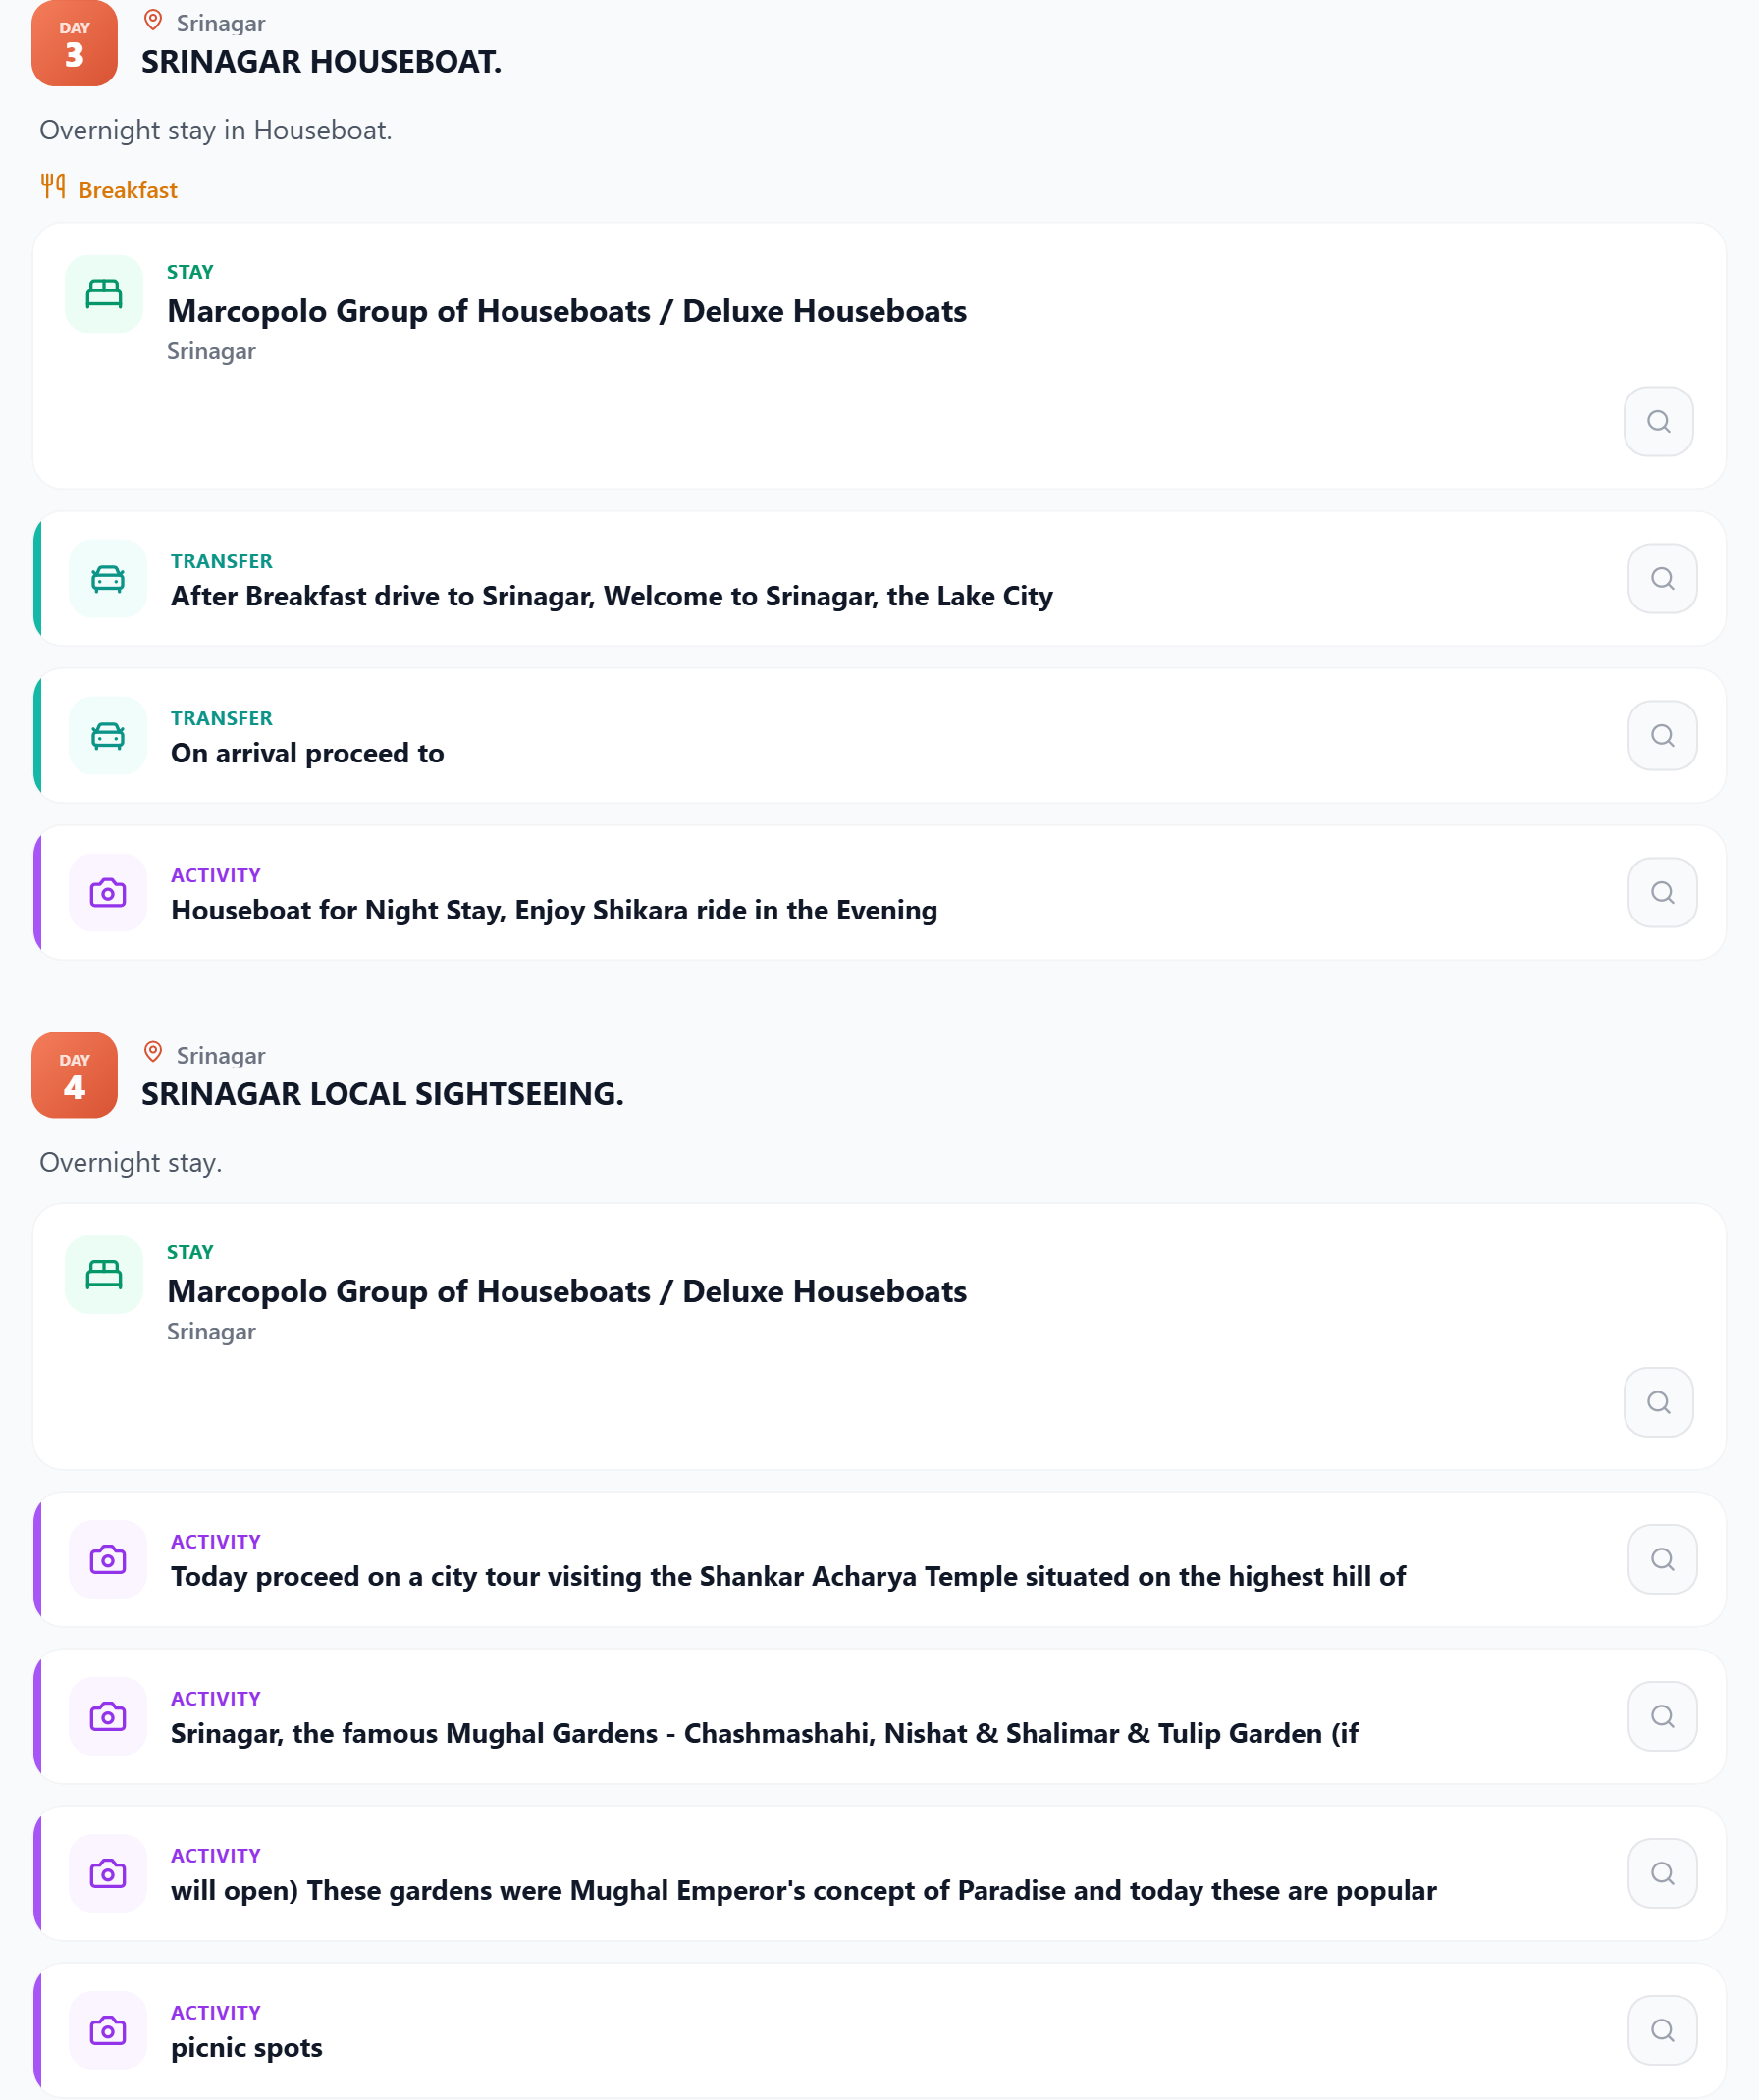 DAY
3
Srinagar
SRINAGAR HOUSEBOAT.
Overnight stay in Houseboat.
Breakfast
STAY
Marcopolo Group of Houseboats / Deluxe Houseboats
Srinagar
TRANSFER
After Breakfast drive to Srinagar, Welcome to Srinagar, the Lake City
TRANSFER
On arrival proceed to
ACTIVITY
Houseboat for Night Stay, Enjoy Shikara ride in the Evening
DAY
4
Srinagar
SRINAGAR LOCAL SIGHTSEEING.
Overnight stay.
STAY
Marcopolo Group of Houseboats / Deluxe Houseboats
Srinagar
ACTIVITY
Today proceed on a city tour visiting the Shankar Acharya Temple situated on the highest hill of
ACTIVITY
Srinagar, the famous Mughal Gardens - Chashmashahi, Nishat & Shalimar & Tulip Garden (if
ACTIVITY
will open) These gardens were Mughal Emperor's concept of Paradise and today these are popular
ACTIVITY
picnic spots